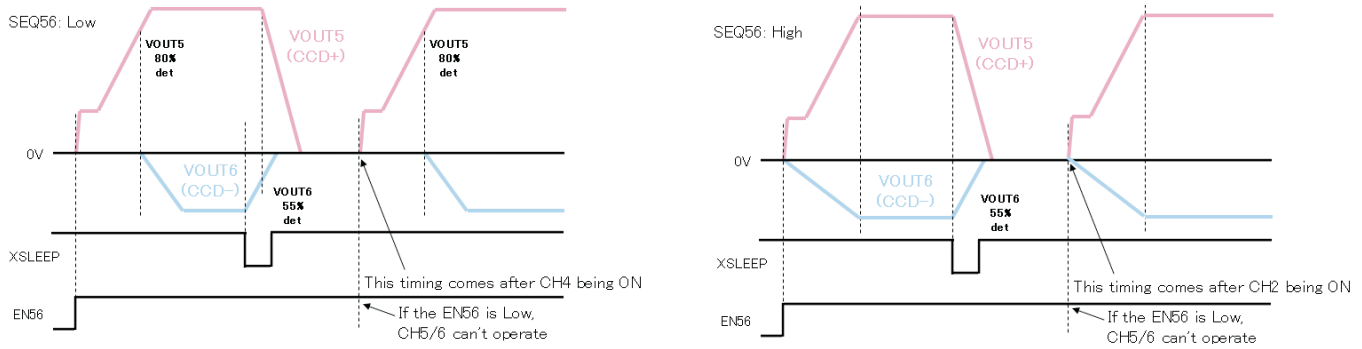 SEQ56: Low
VOUT5
80%
det
VOUT5
(CCD+)
VOUT5
80%
det
0V
VOUT6
(CCD-)
VOUT6
55%
det
XSLEEP
This timing comes after CH4 being ON
EN56
If the EN56 is Low,
CH5/6 can't operate
SEQ56: High
VOUT5
(CCD+)
0V
VOUT6
(CCD-)
VOUT6
55%
det
XSLEEP
This timing comes after CH2 being ON
EN56
If the EN56 is Low,
CH5/6 can't operate